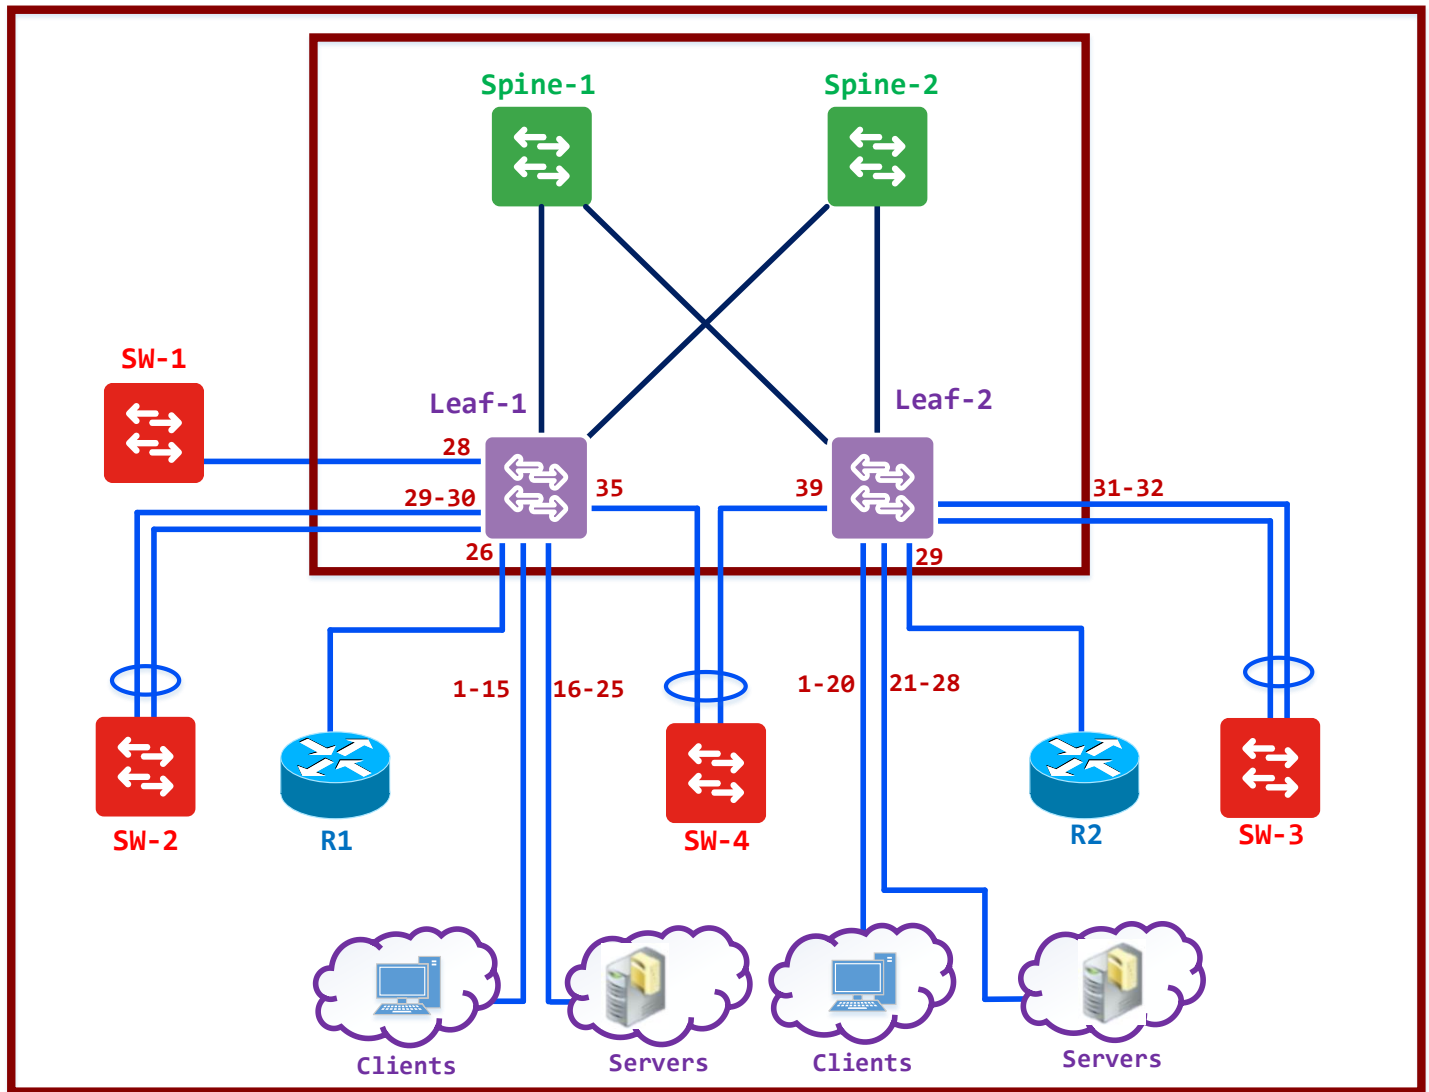 Spine-1
Spine-2
SW-1
Leaf-1
Leaf-2
28
29-30
35
39
31-32
26
29
1-15
16-25
1-20
21-28
SW-2
R1
SW-4
R2
SW-3
Clients
Servers
Clients
Servers